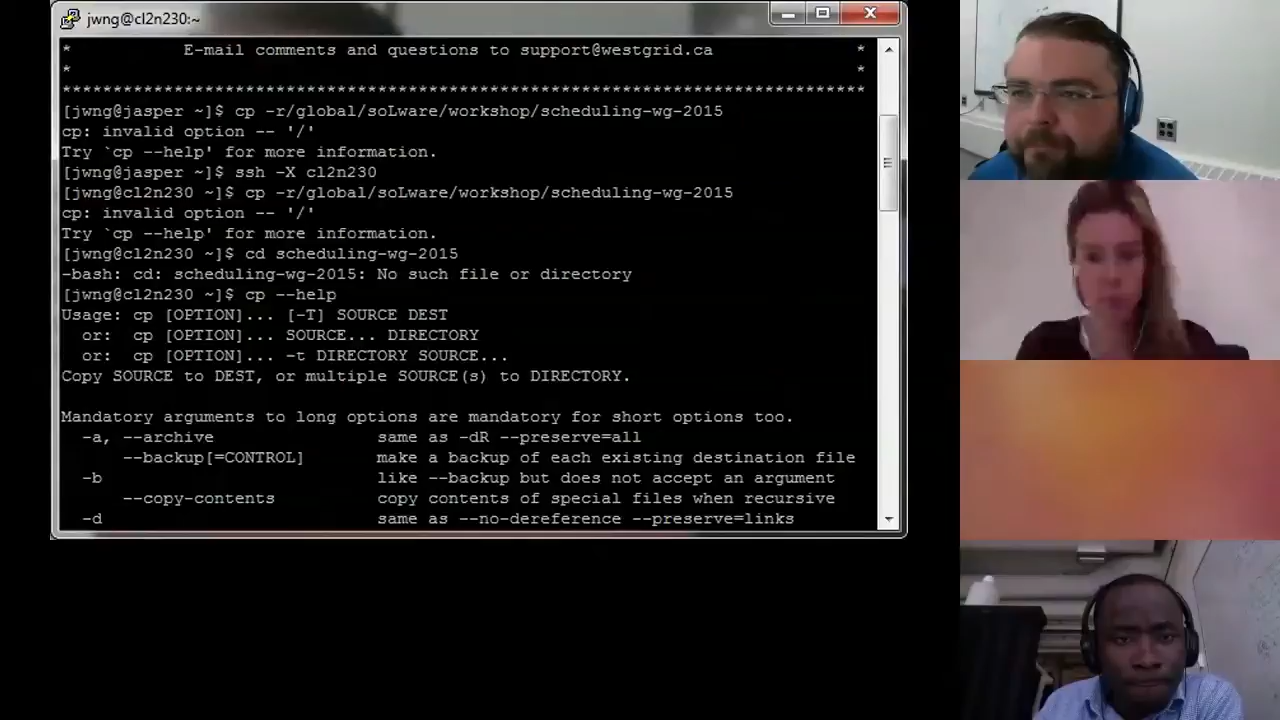 jwng@cl2n230:~
*           E-mail comments and questions to support@westgrid.ca              *
*                                                                             *
*******************************************************************************
[jwng@jasper ~]$ cp -r/global/soLware/workshop/scheduling-wg-2015
cp: invalid option -- '/'
Try `cp --help' for more information.
[jwng@jasper ~]$ ssh -X cl2n230
[jwng@cl2n230 ~]$ cp -r/global/soLware/workshop/scheduling-wg-2015
cp: invalid option -- '/'
Try `cp --help' for more information.
[jwng@cl2n230 ~]$ cd scheduling-wg-2015
-bash: cd: scheduling-wg-2015: No such file or directory
[jwng@cl2n230 ~]$ cp --help
Usage: cp [OPTION]... [-T] SOURCE DEST
  or:  cp [OPTION]... SOURCE... DIRECTORY
  or:  cp [OPTION]... -t DIRECTORY SOURCE...
Copy SOURCE to DEST, or multiple SOURCE(s) to DIRECTORY.

Mandatory arguments to long options are mandatory for short options too.
  -a, --archive                same as -dR --preserve=all
      --backup[=CONTROL]       make a backup of each existing destination file
  -b                           like --backup but does not accept an argument
      --copy-contents          copy contents of special files when recursive
  -d                           same as --no-dereference --preserve=links